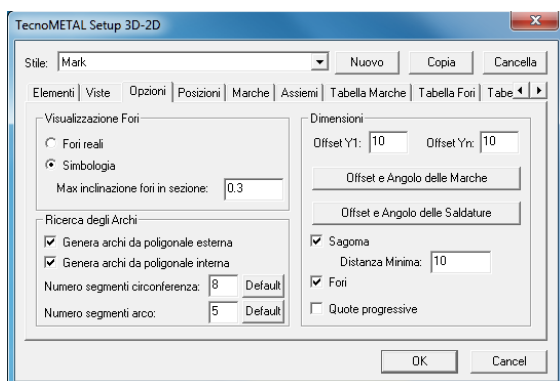 TecnoMETAL Setup 3D-2D
Stile: Mark Nuovo Copia Cancella
Elementi Viste Opzioni Posizioni Marche Assiemi Tabella Marche Tabella Fori Tabe
Visualizzazione Fori
Fori reali
Simbologia
Max inclinazione fori in sezione: 0.3
Ricerca degli Archi
Genera archi da poligonale esterna
Genera archi da poligonale interna
Numero segmenti circonferenza: 8 Default
Numero segmenti arco: 5 Default
Dimensioni
Offset Y1: 10 Offset Yn: 10
Offset e Angolo delle Marche
Offset e Angolo delle Saldature
Sagoma
Distanza Minima: 10
Fori
Quote progressive
OK Cancel